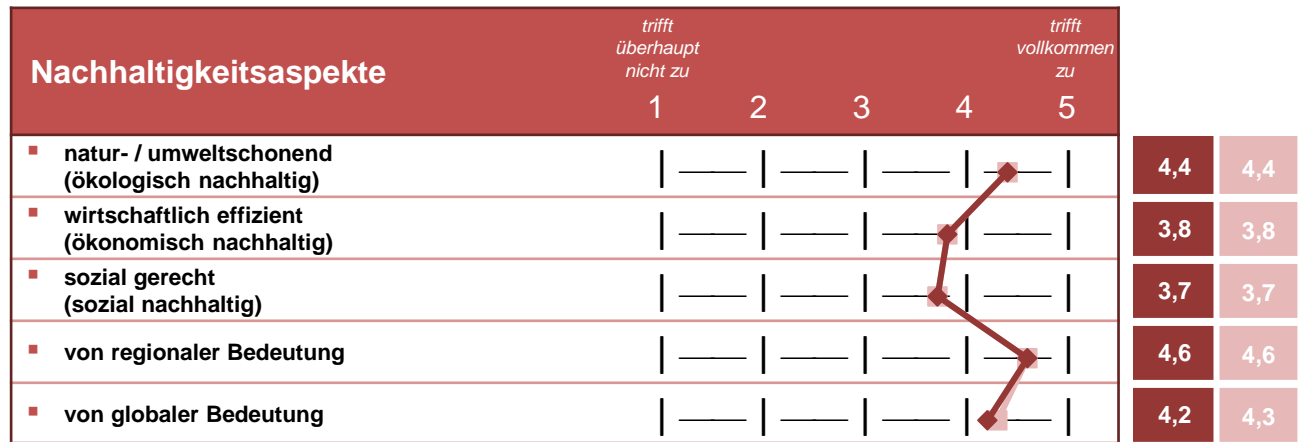 Nachhaltigkeitsaspekte
trifft
überhaupt
nicht zu
trifft
vollkommen
zu
1 2 3 4 5
▪ natur- / umweltschonend
(ökologisch nachhaltig)
4,4 4,4
▪ wirtschaftlich effizient
(ökonomisch nachhaltig)
3,8 3,8
▪ sozial gerecht
(sozial nachhaltig)
3,7 3,7
▪ von regionaler Bedeutung
4,6 4,6
▪ von globaler Bedeutung
4,2 4,3